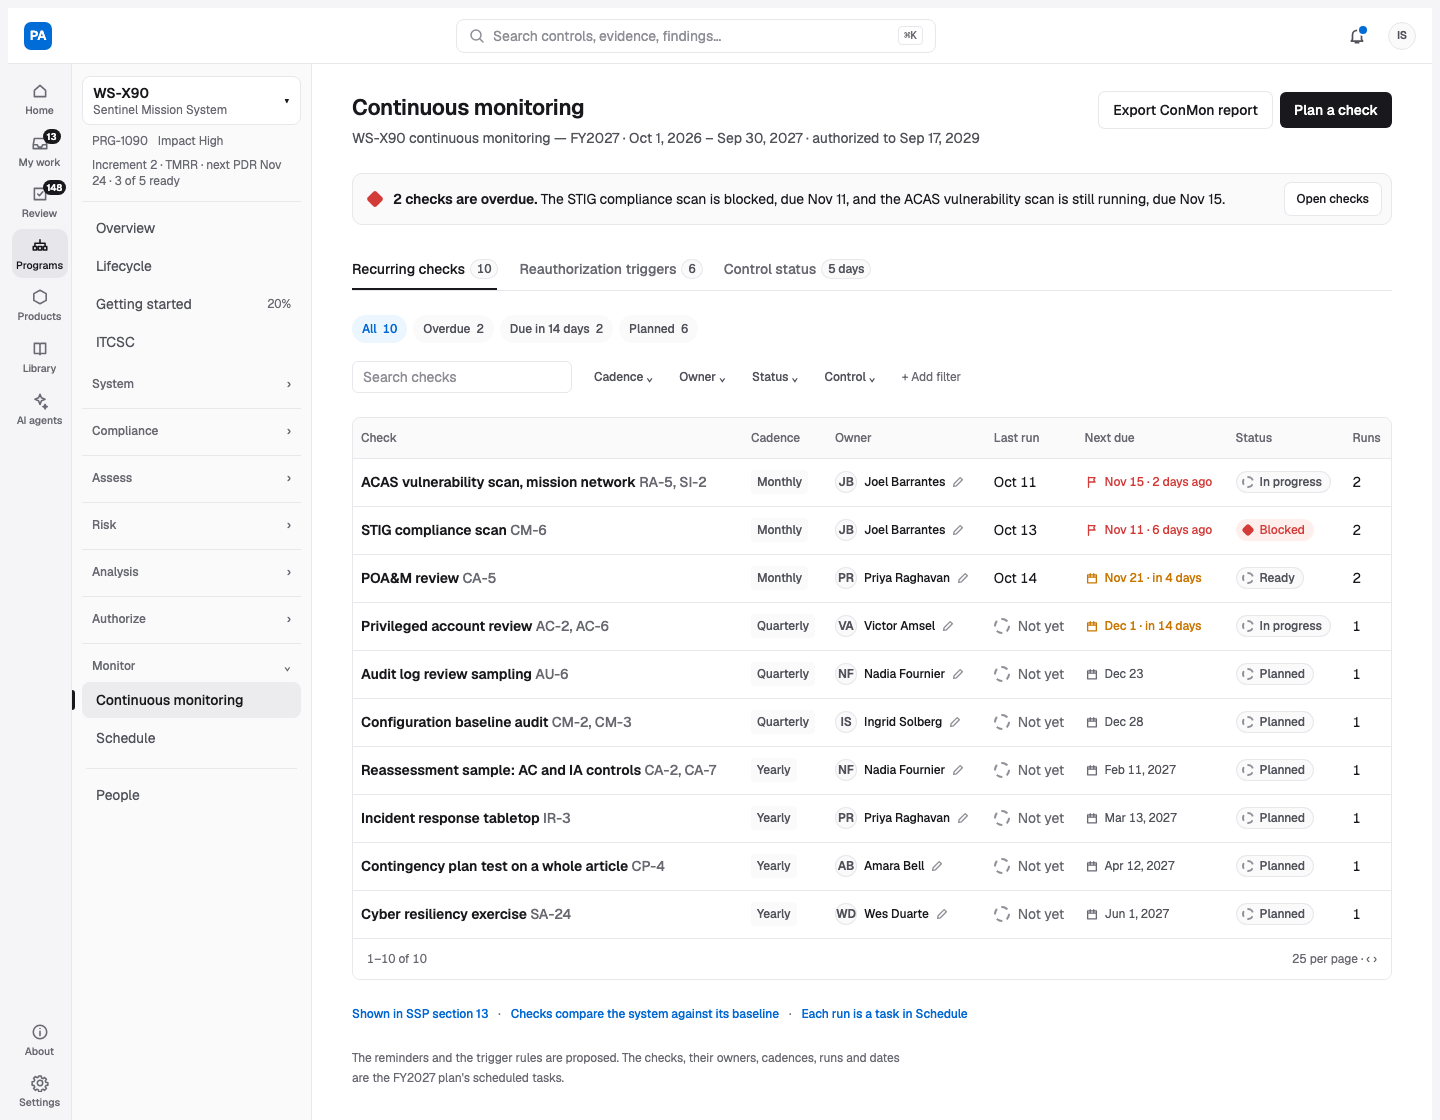 PA
Search controls, evidence, findings...
⌘K
IS
Home
13
My work
148
Review
Programs
Products
Library
AI agents
About
Settings
WS-X90
Sentinel Mission System
PRG-1090 Impact High
Increment 2 · TMRR · next PDR Nov
24 · 3 of 5 ready
Overview
Lifecycle
Getting started 20%
ITCSC
System
Compliance
Assess
Risk
Analysis
Authorize
Monitor
Continuous monitoring
Schedule
People
Continuous monitoring
WS-X90 continuous monitoring — FY2027 · Oct 1, 2026 – Sep 30, 2027 · authorized to Sep 17, 2029
Export ConMon report
Plan a check
2 checks are overdue. The STIG compliance scan is blocked, due Nov 11, and the ACAS vulnerability scan is still running, due Nov 15.
Open checks
Recurring checks 10 Reauthorization triggers 6 Control status 5 days
All 10 Overdue 2 Due in 14 days 2 Planned 6
Search checks Cadence Owner Status Control + Add filter
Check Cadence Owner Last run Next due Status Runs
ACAS vulnerability scan, mission network RA-5, SI-2 Monthly JB Joel Barrantes Oct 11 Nov 15 · 2 days ago In progress 2
STIG compliance scan CM-6 Monthly JB Joel Barrantes Oct 13 Nov 11 · 6 days ago Blocked 2
POA&M review CA-5 Monthly PR Priya Raghavan Oct 14 Nov 21 · in 4 days Ready 2
Privileged account review AC-2, AC-6 Quarterly VA Victor Amsel Not yet Dec 1 · in 14 days In progress 1
Audit log review sampling AU-6 Quarterly NF Nadia Fournier Not yet Dec 23 Planned 1
Configuration baseline audit CM-2, CM-3 Quarterly IS Ingrid Solberg Not yet Dec 28 Planned 1
Reassessment sample: AC and IA controls CA-2, CA-7 Yearly NF Nadia Fournier Not yet Feb 11, 2027 Planned 1
Incident response tabletop IR-3 Yearly PR Priya Raghavan Not yet Mar 13, 2027 Planned 1
Contingency plan test on a whole article CP-4 Yearly AB Amara Bell Not yet Apr 12, 2027 Planned 1
Cyber resiliency exercise SA-24 Yearly WD Wes Duarte Not yet Jun 1, 2027 Planned 1
1–10 of 10 25 per page · ‹ ›
Shown in SSP section 13 · Checks compare the system against its baseline · Each run is a task in Schedule
The reminders and the trigger rules are proposed. The checks, their owners, cadences, runs and dates
are the FY2027 plan's scheduled tasks.